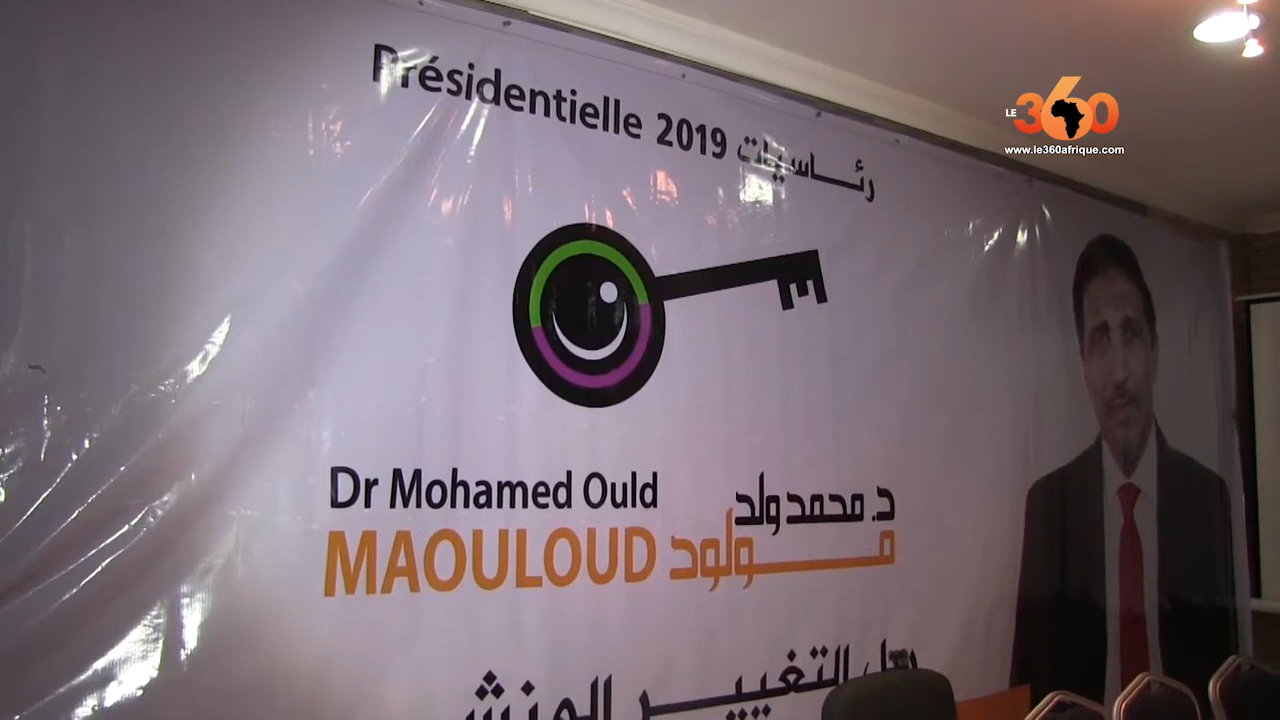 LE 360
www.le360afrique.com
Présidentielle 2019 رئاسيات
Dr Mohamed Ould
MAOULOUD
د. محمد ولد
مولود
التغيير